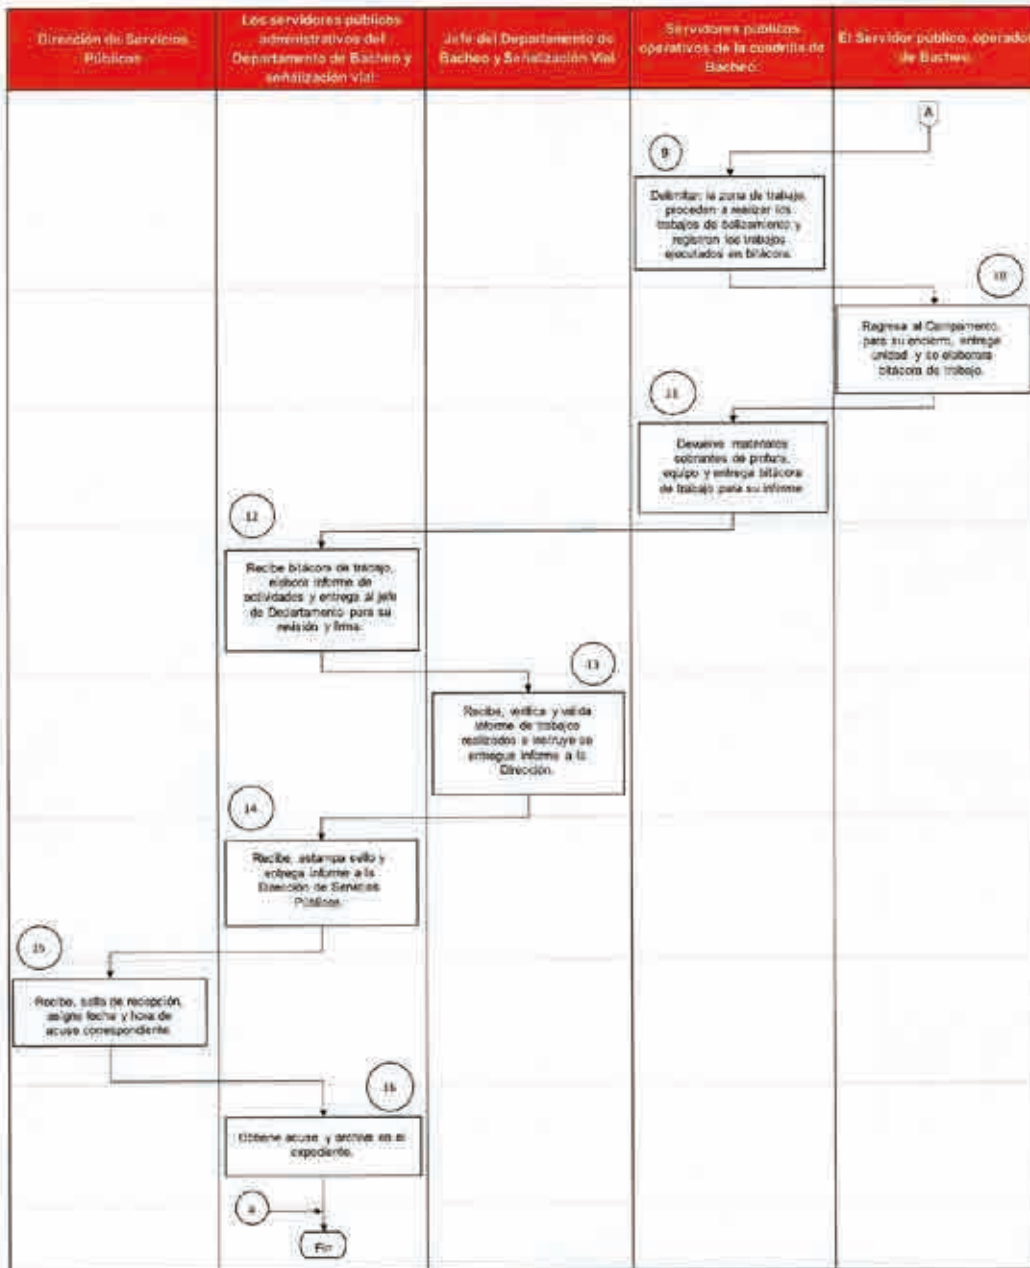 Dirección de Servicios
Públicos
Los servidores públicos
administrativos del
Departamento de Bacheo y
señalización vial.
Jefe del Departamento de
Bacheo y Señalización Vial
Servidores públicos
operativos de la cuadrilla de
Bacheo.
El Servidor público, operador
de Bacheo.
A
9
Delimitar, la zona de trabajo,
proceden a realizar los
trabajos de balizamiento y
registran los trabajos
ejecutados en bitácora.
10
Regresa al Campamento,
para su encierro, entrega
unidad y se elaborara
bitácora de trabajo.
11
Devuelve materiales
sobrantes de pintura,
equipo y entrega bitácora
de trabajo para su informe
12
Recibe bitácora de trabajo,
elabora informe de
actividades y entrega al jefe
de Departamento para su
revisión y firma.
13
Recibe, verifica y valida
informe de trabajos
realizados e instruye se
entregue informe a la
Dirección.
14
Recibe, estampa sello y
entrega informe a la
Dirección de Servicios
Públicos.
15
Recibe, sella de recepción,
asigna fecha y hora de
acuse correspondiente.
16
Obtiene acuse y archiva en el
expediente.
Fin